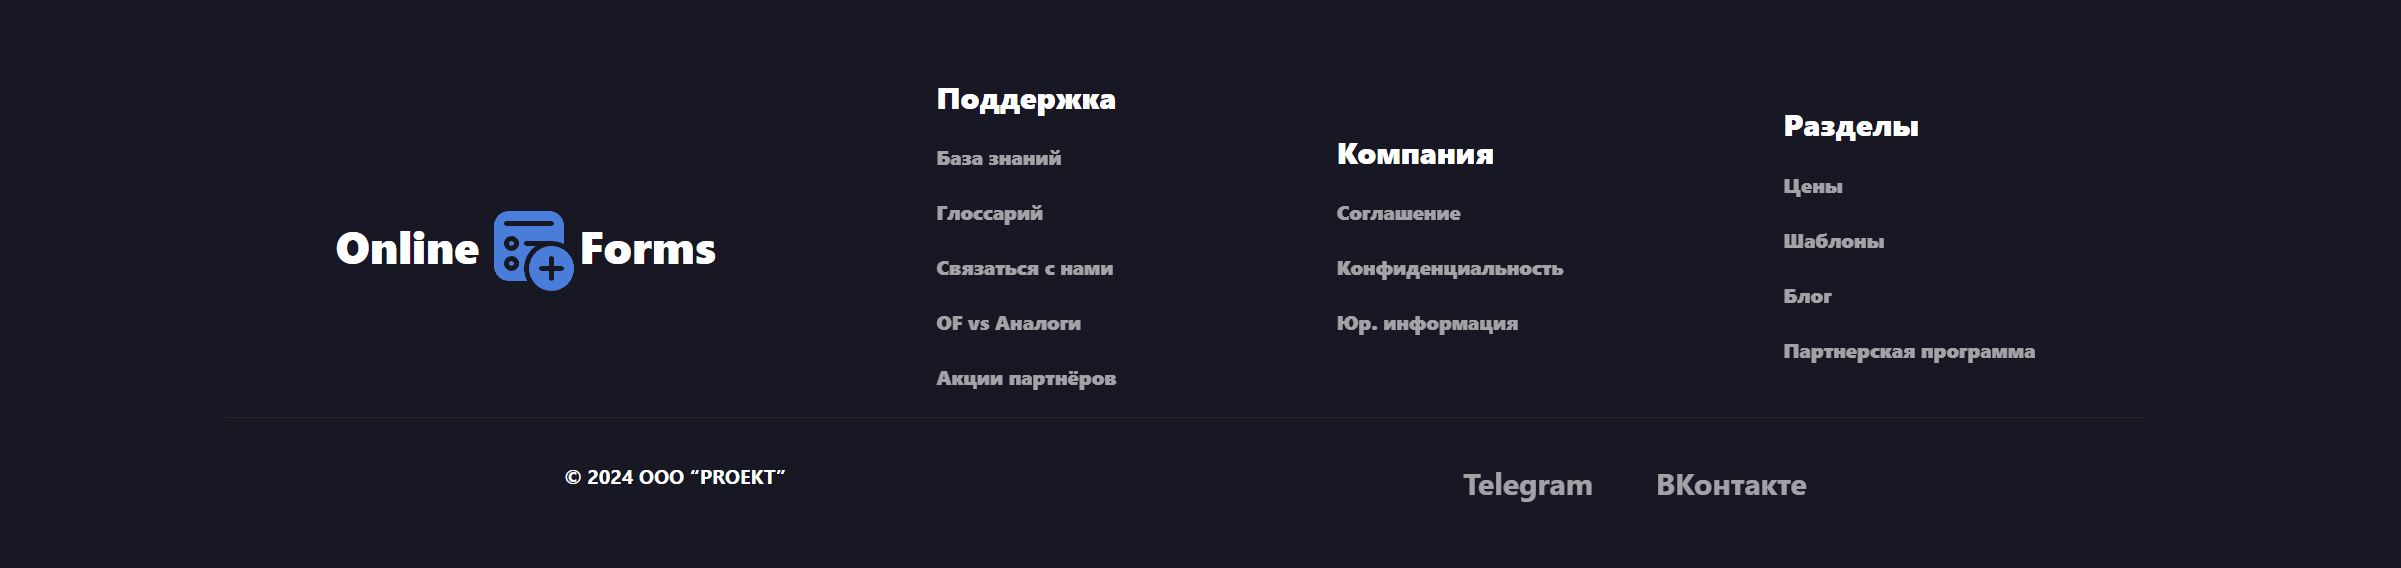 Online Forms
Поддержка
База знаний
Глоссарий
Связаться с нами
OF vs Аналоги
Акции партнёров
Компания
Соглашение
Конфиденциальность
Юр. информация
Разделы
Цены
Шаблоны
Блог
Партнерская программа
© 2024 ООО “PROEKT”
Telegram
ВКонтакте